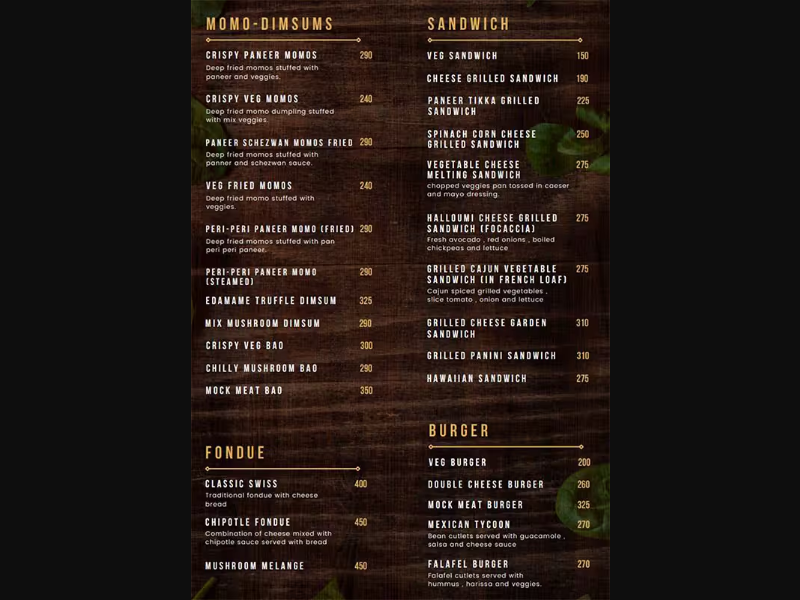 MOMO-DIMSUMS
CRISPY PANEER MOMOS 290
Deep fried momos stuffed with
paneer and veggies.
CRISPY VEG MOMOS 240
Deep fried momo dumpling stuffed
with mix veggies.
PANEER SCHEZWAN MOMOS FRIED 290
Deep fried momos stuffed with
panner and schezwan sauce.
VEG FRIED MOMOS 240
Deep fried momos stuffed with
veggies.
PERI-PERI PANEER MOMO (FRIED) 290
Deep fried momos stuffed with pan
peri peri paneer.
PERI-PERI PANEER MOMO 290
(STEAMED)
EDAMAME TRUFFLE DIMSUM 325
MIX MUSHROOM DIMSUM 290
CRISPY VEG BAO 300
CHILLY MUSHROOM BAO 290
MOCK MEAT BAO 350
FONDUE
CLASSIC SWISS 400
Traditional fondue with cheese
bread
CHIPOTLE FONDUE 450
Combination of cheese mixed with
chipotle sauce served with bread
MUSHROOM MELANGE 450
SANDWICH
VEG SANDWICH 150
CHEESE GRILLED SANDWICH 190
PANEER TIKKA GRILLED 225
SANDWICH
SPINACH CORN CHEESE 250
GRILLED SANDWICH
VEGETABLE CHEESE 275
MELTING SANDWICH
chopped veggies pan tossed in caeser
and mayo dressing.
HALLOUMI CHEESE GRILLED 275
SANDWICH (FOCACCIA)
Fresh avocado , red onions , boiled
chickpeas and lettuce
GRILLED CAJUN VEGETABLE 275
SANDWICH (IN FRENCH LOAF)
Cajun spiced grilled vegetables ,
slice tomato , onion and lettuce
GRILLED CHEESE GARDEN 310
SANDWICH
GRILLED PANINI SANDWICH 310
HAWAIIAN SANDWICH 275
BURGER
VEG BURGER 200
DOUBLE CHEESE BURGER 260
MOCK MEAT BURGER 325
MEXICAN TYCOON 270
Bean cutlets served with guacamole ,
salsa and cheese sauce
FALAFEL BURGER 270
Falafel cutlets served with
hummus , harissa and veggies.